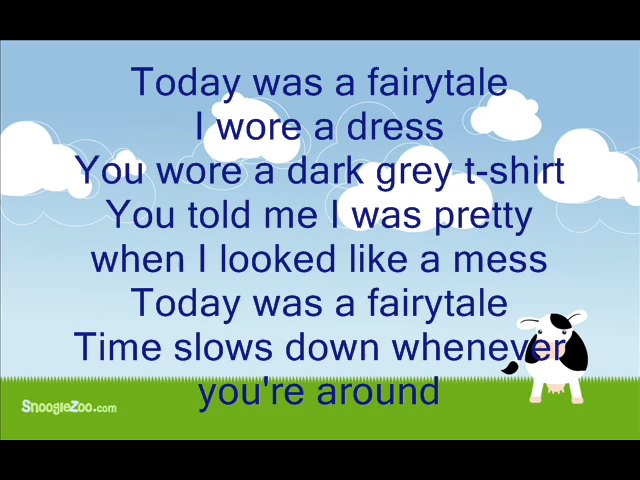 Today was a fairytale
I wore a dress
You wore a dark grey t-shirt
You told me I was pretty
when I looked like a mess
Today was a fairytale
Time slows down whenever
you're around
SnoogleZoo.com